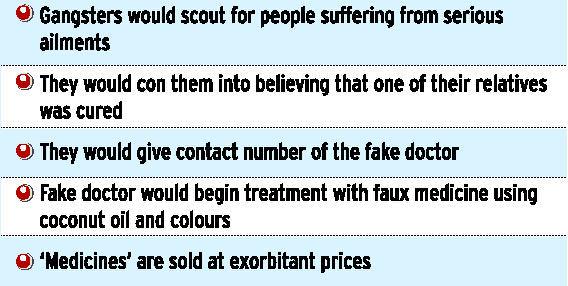 Gangsters would scout for people suffering from serious
ailments
They would con them into believing that one of their relatives
was cured
They would give contact number of the fake doctor
Fake doctor would begin treatment with faux medicine using
coconut oil and colours
‘Medicines’ are sold at exorbitant prices